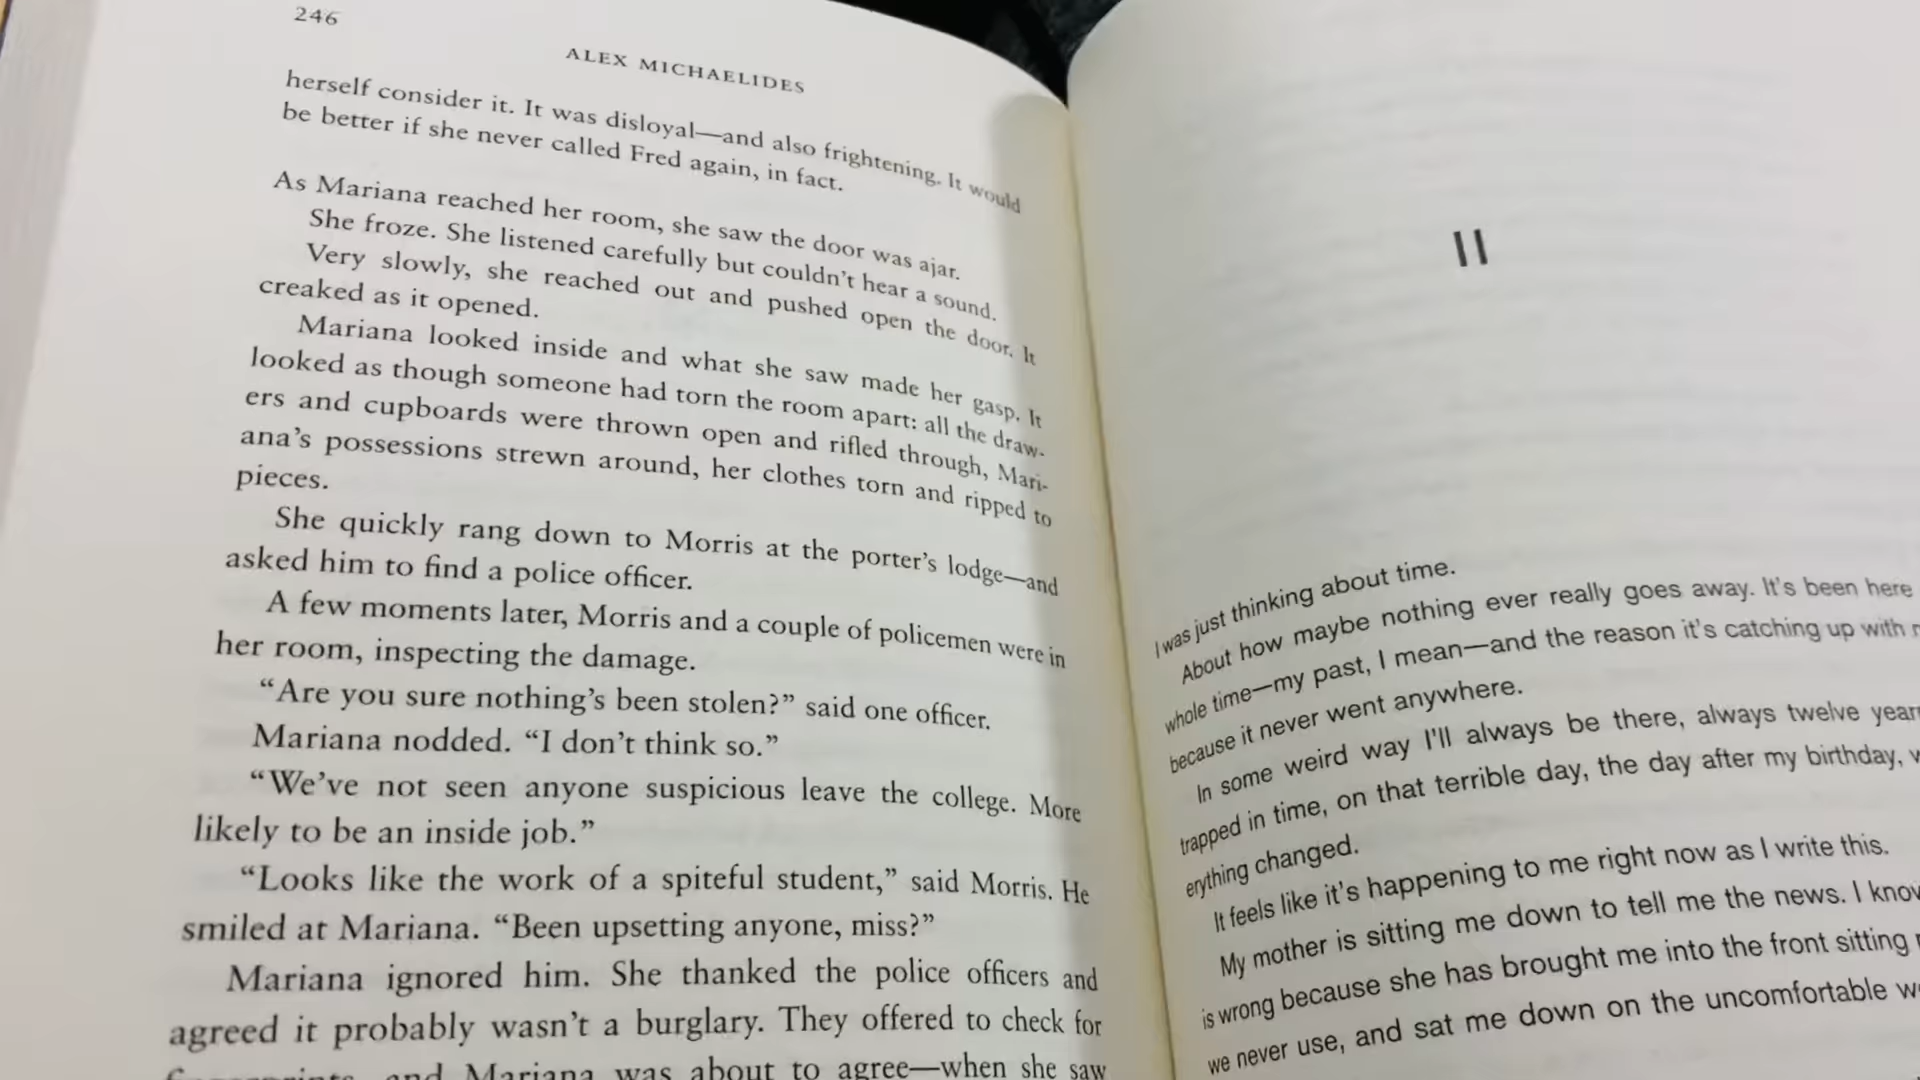 246
ALEX MICHAELIDES
herself consider it. It was disloyal—and also frightening. It would
be better if she never called Fred again, in fact.
As Mariana reached her room, she saw the door was ajar.
She froze. She listened carefully but couldn’t hear a sound.
Very slowly, she reached out and pushed open the door. It
creaked as it opened.
Mariana looked inside and what she saw made her gasp. It
looked as though someone had torn the room apart: all the draw-
ers and cupboards were thrown open and rifled through, Mari-
ana’s possessions strewn around, her clothes torn and ripped to
pieces.
She quickly rang down to Morris at the porter’s lodge—and
asked him to find a police officer.
A few moments later, Morris and a couple of policemen were in
her room, inspecting the damage.
“Are you sure nothing’s been stolen?” said one officer.
Mariana nodded. “I don’t think so.”
“We’ve not seen anyone suspicious leave the college. More
likely to be an inside job.”
“Looks like the work of a spiteful student,” said Morris. He
smiled at Mariana. “Been upsetting anyone, miss?”
Mariana ignored him. She thanked the police officers and
agreed it probably wasn’t a burglary. They offered to check for
and Mariana was about to agree—when she saw
11
I was just thinking about time.
About how maybe nothing ever really goes away. It's been here
whole time—my past, I mean—and the reason it's catching up with
because it never went anywhere.
In some weird way I'll always be there, always twelve
trapped in time, on that terrible day, the day after my birthday,
erything changed.
It feels like it's happening to me right now as I write this.
My mother is sitting me down to tell me the news. I
is wrong because she has brought me into the front sitting
we never use, and sat me down on the uncomfortable